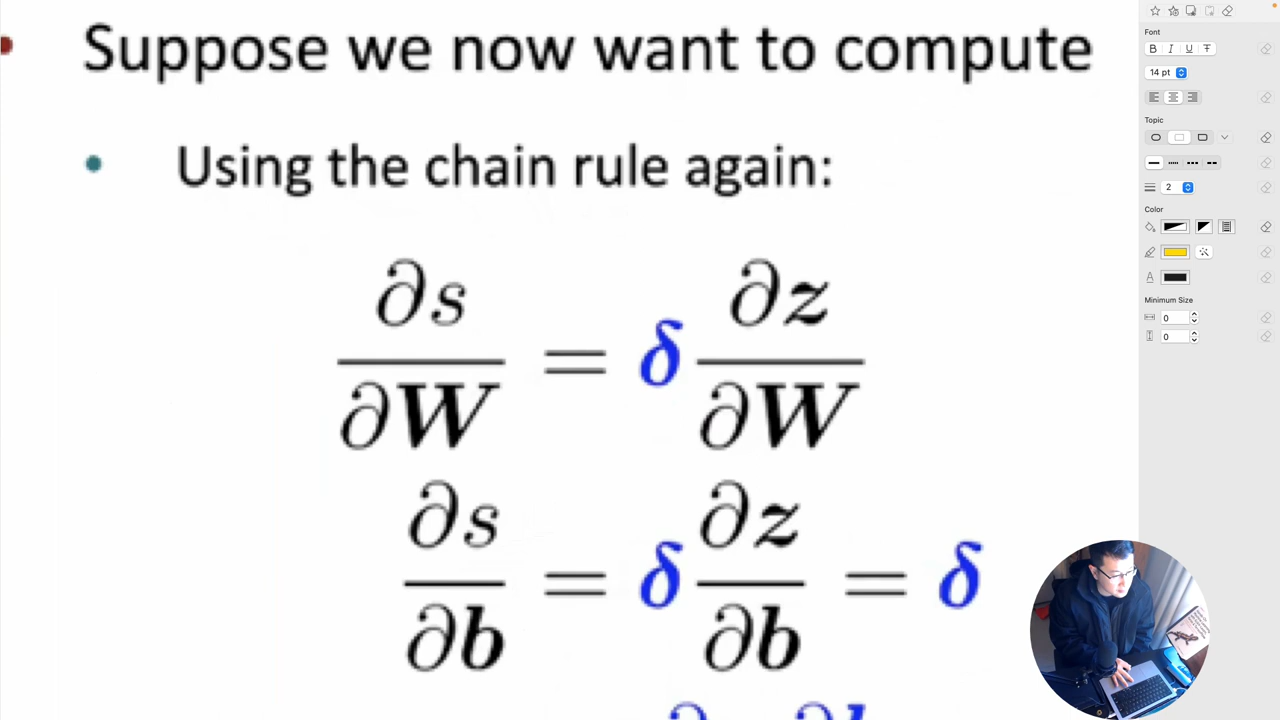 Suppose we now want to compute
Using the chain rule again:
∂s/∂W = δ ∂z/∂W
∂s/∂b = δ ∂z/∂b = δ
Font
B I U T
14 pt
Topic
2
Color
A
Minimum Size
0
0